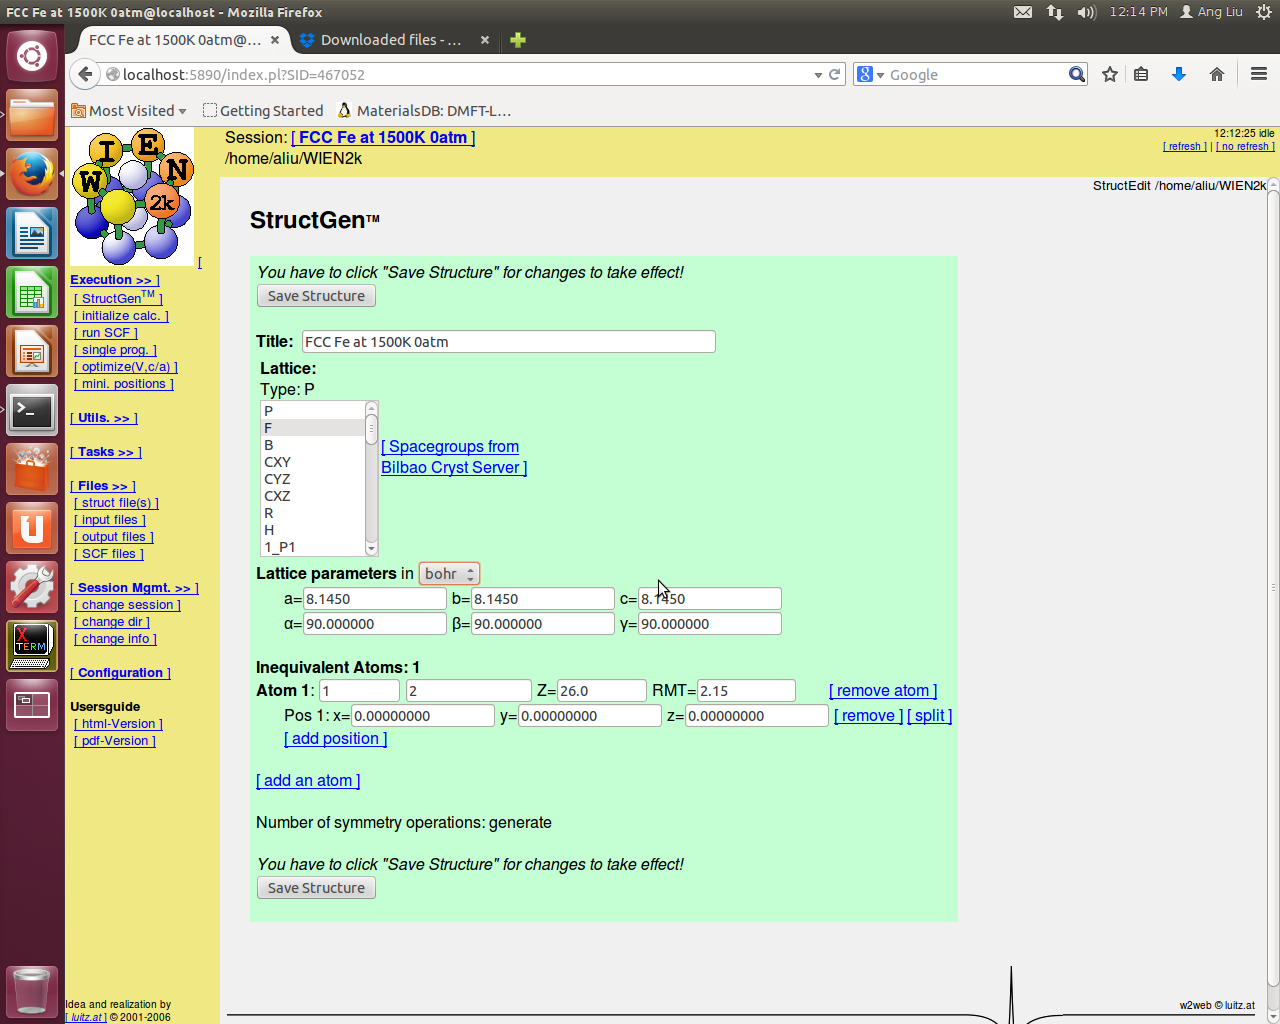 FCC Fe at 1500K 0atm@localhost - Mozilla Firefox
12:14 PM Ang Liu
FCC Fe at 1500K 0atm@... Downloaded files - ...
localhost:5890/index.pl?SID=467052
Google
Most Visited Getting Started MaterialsDB: DMFT-L...
W I E N 2k
Session: [ FCC Fe at 1500K 0atm ]
/home/aliu/WIEN2k
12:12:25 idle
[ refresh ] | [ no refresh ]
StructEdit /home/aliu/WIEN2k
[
Execution >> ]
[ StructGen™ ]
[ initialize calc. ]
[ run SCF ]
[ single prog. ]
[ optimize(V,c/a) ]
[ mini. positions ]
[ Utils. >> ]
[ Tasks >> ]
[ Files >> ]
[ struct file(s) ]
[ input files ]
[ output files ]
[ SCF files ]
[ Session Mgmt. >> ]
[ change session ]
[ change dir ]
[ change info ]
[ Configuration ]
Usersguide
[ html-Version ]
[ pdf-Version ]
Idea and realization by
[ luitz.at ] © 2001-2006
X TERM
StructGen™
You have to click "Save Structure" for changes to take effect!
Save Structure
Title: FCC Fe at 1500K 0atm
Lattice:
Type: P
P
F
B
CXY
CYZ
CXZ
R
H
1_P1
[ Spacegroups from
Bilbao Cryst Server ]
Lattice parameters in bohr
a= 8.1450 b= 8.1450 c= 8.1450
α= 90.000000 β= 90.000000 γ= 90.000000
Inequivalent Atoms: 1
Atom 1: 1 2 Z= 26.0 RMT= 2.15 [ remove atom ]
Pos 1: x= 0.00000000 y= 0.00000000 z= 0.00000000 [ remove ] [ split ]
[ add position ]
[ add an atom ]
Number of symmetry operations: generate
You have to click "Save Structure" for changes to take effect!
Save Structure
w2web © luitz.at